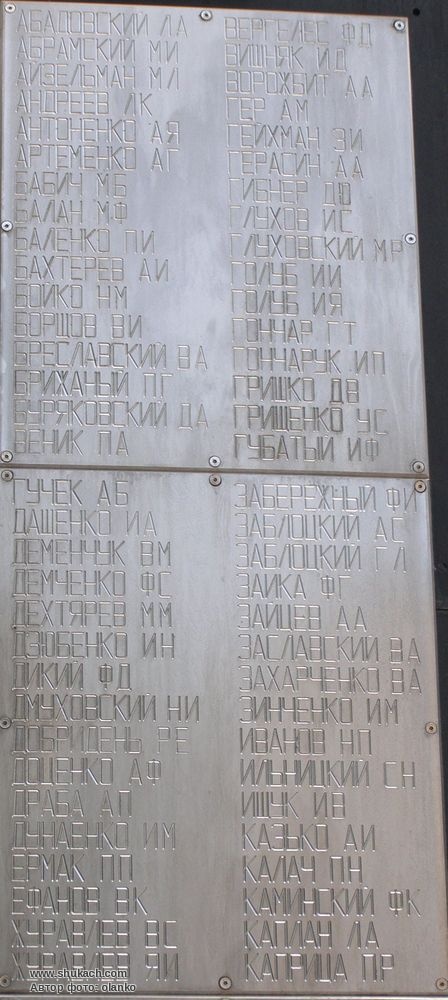 АБАДОВСКИЙ ЛА
АБРАМСКИЙ МИ
АЙЗЕЛЬМАН МЛ
АНДРЕЕВ ЛК
АНТОНЕНКО АЯ
АРТЕМЕНКО АГ
БАБИЧ МБ
БАЛАН МФ
БАЛЕНКО ПИ
БАХТЕРЕВ АИ
БОЙКО НМ
БОРЩОВ ВИ
БРЕСЛАВСКИЙ ВА
БРИХАНЫЙ ПГ
БУРЯКОВСКИЙ ДА
ВЕНИК ПА
ВЕРГЕЛЕС ФД
ВИШНЯК ИД
ВОРОХБИТ АА
ГЕР АМ
ГЕЙХМАН ЗИ
ГЕРАСИН АА
ГИБНЕР ДЮ
ГЛУХОВ ИС
ГЛУХОВСКИЙ МР
ГОЛУБ ИИ
ГОЛУБ ИЯ
ГОНЧАР ГТ
ГОНЧАРУК ИП
ГРИШКО ДВ
ГРИЩЕНКО УС
ГУБАТЫЙ ИФ
ГУЧЕК АБ
ДАШЕНКО ИА
ДЕМЕНЧУК ВМ
ДЕМЧЕНКО ФС
ДЕХТЯРЕВ ММ
ДЗЮБЕНКО ИН
ДИКИЙ ФД
ДМУХОВСКИЙ НИ
ДОБРИДЕНЬ РЕ
ДОЦЕНКО АФ
ДРАБА АП
ДУНАЕНКО ИМ
ЕРМАК ПП
ЕФАНОВ ВК
ЖУРАВЛЕВ ВС
ЖУРАВЛЕВ ЯИ
ЗАБЕРЕЖНЫЙ ФИ
ЗАБЛОЦКИЙ АС
ЗАБЛОЦКИЙ ГЛ
ЗАИКА ФГ
ЗАЙЦЕВ АА
ЗАСЛАВСКИЙ ВА
ЗАХАРЧЕНКО ВА
ЗИНЧЕНКО ИМ
ИВАНОВ НП
ИЛЬНИЦКИЙ СН
ИЩУК ИВ
КАЗЬКО АИ
КАЛАЧ ПН
КАМИНСКИЙ ФК
КАПЛАН ЛА
КАПРИЦА ПР
www.shukach.com
Автор фото: olanko